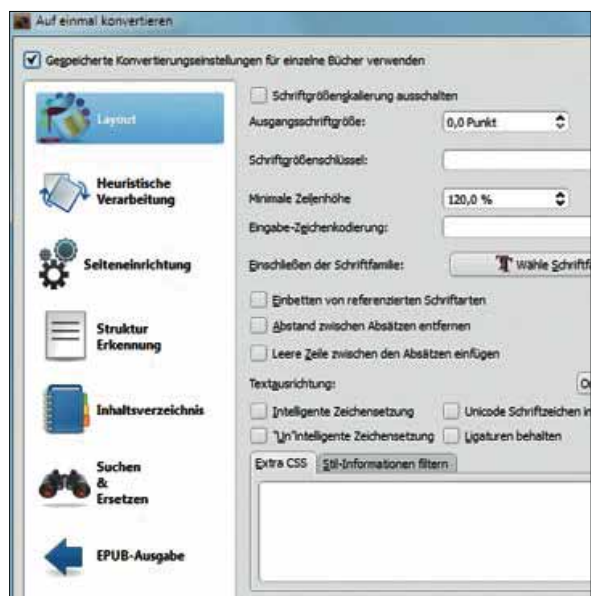 Auf einmal konvertieren
Gespeicherte Konvertierungseinstellungen für einzelne Bücher verwenden
Layout
Heuristische
Verarbeitung
Seiteneinrichtung
Struktur
Erkennung
Inhaltsverzeichnis
Suchen
&
Ersetzen
EPUB-Ausgabe
Schriftgrößenskalierung ausschalten
Ausgangsschriftgröße: 0,0 Punkt
Schriftgrößenschlüssel:
Minimale Zeilenhöhe 120,0 %
Eingabe-Zeichenkodierung:
Einschließen der Schriftfamilie: Wähle Schriftfa
Einbetten von referenzierten Schriftarten
Abstand zwischen Absätzen entfernen
Leere Zeile zwischen den Absätzen einfügen
Textausrichtung: Or
Intelligente Zeichensetzung Unicode Schriftzeichen in
"Un"intelligente Zeichensetzung Ligaturen behalten
Extra CSS Stil-Informationen filtern